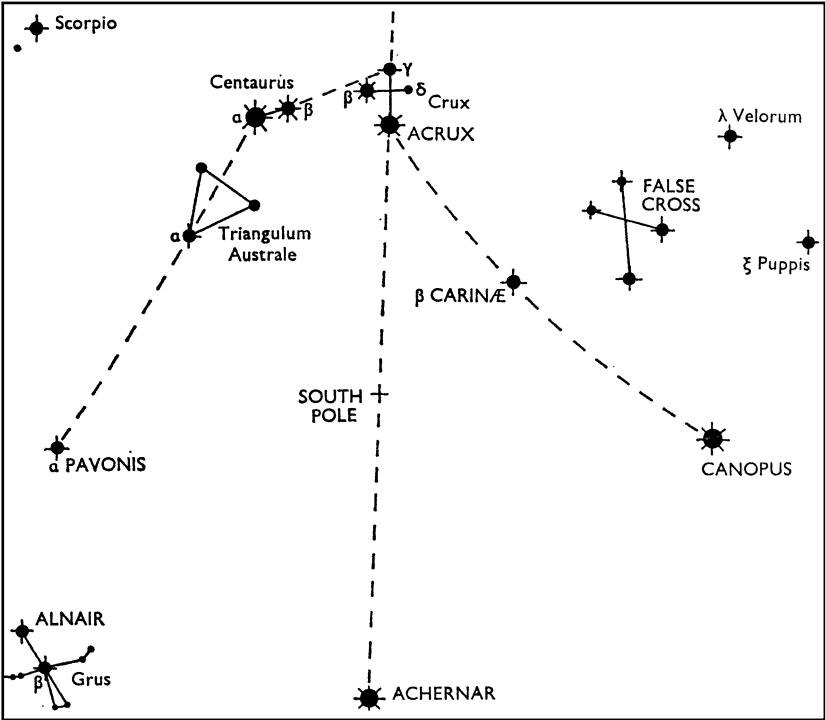 Scorpio
γ
Centaurus
β
δ
β
Crux
α
ACRUX
λ Velorum
FALSE
CROSS
α
Triangulum
Australe
ξ Puppis
β CARINÆ
SOUTH
POLE
α PAVONIS
CANOPUS
ALNAIR
β
Grus
ACHERNAR